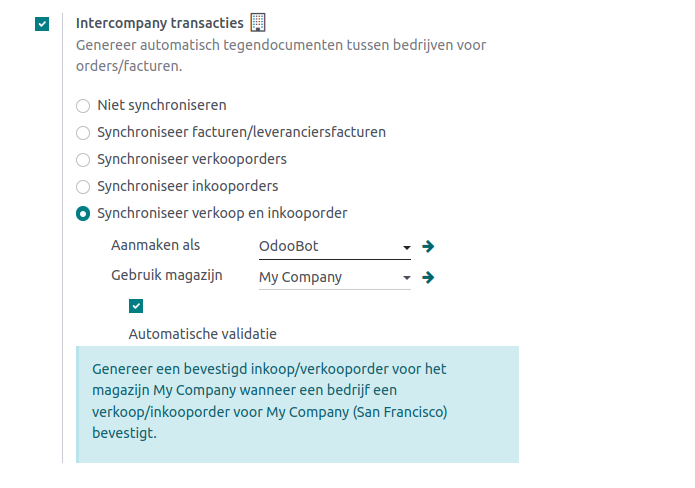 Intercompany transacties
Genereer automatisch tegendocumenten tussen bedrijven voor
orders/facturen.
Niet synchroniseren
Synchroniseer facturen/leveranciersfacturen
Synchroniseer verkooporders
Synchroniseer inkooporders
Synchroniseer verkoop en inkooporder
Aanmaken als OdooBot
Gebruik magazijn My Company
Automatische validatie
Genereer een bevestigd inkoop/verkooporder voor het
magazijn My Company wanneer een bedrijf een
verkoop/inkooporder voor My Company (San Francisco)
bevestigt.